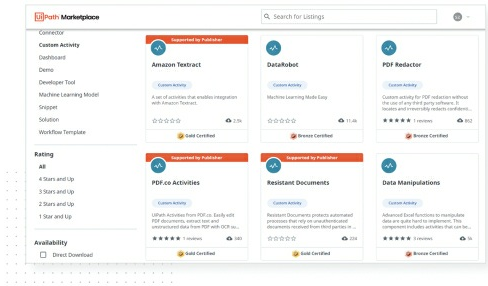 UiPath Marketplace
Search for Listings
Connector
Custom Activity
Dashboard
Demo
Developer Tool
Machine Learning Model
Snippet
Solution
Workflow Template
Rating
All
4 Stars and Up
3 Stars and Up
2 Stars and Up
1 Star and Up
Availability
Direct Download
Supported by Publisher
Amazon Textract
Custom Activity
A set of activities that enables integration
with Amazon Textract.
Gold Certified
DataRobot
Custom Activity
Machine Learning Made Easy
11.4k
Bronze Certified
PDF Redactor
Custom Activity
Custom activity for PDF redaction without
the use of any third party software. It
locates and irreversibly redacts confidenti...
1 reviews
862
Bronze Certified
Supported by Publisher
PDF.co Activities
Custom Activity
UiPath Activities from PDF.co. Easily edit
PDF documents, extract text and
unstructured data from PDF with OCR su...
1 reviews
340
Gold Certified
Supported by Publisher
Resistant Documents
Custom Activity
Resistant Documents protects automated
processes that rely on unauthenticated
documents received from third parties or ...
224
Gold Certified
Data Manipulations
Custom Activity
Advanced Excel functions to manipulate
data are quite hard to implement. This
component includes activities that can be...
3 reviews
5k
Bronze Certified